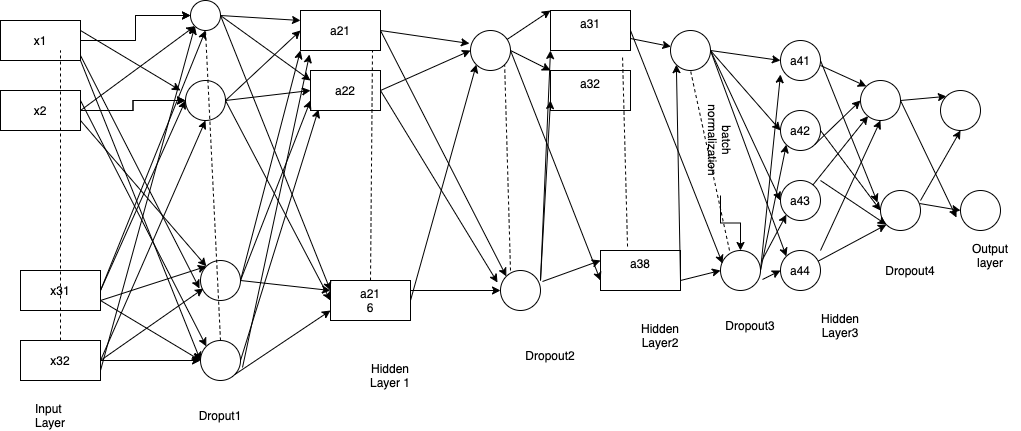 x1
x2
x31
x32
a21
a22
a21
6
a31
a32
a38
batch
normalization
a41
a42
a43
a44
Input
Layer
Droput1
Hidden
Layer 1
Dropout2
Hidden
Layer2
Dropout3
Hidden
Layer3
Dropout4
Output
layer